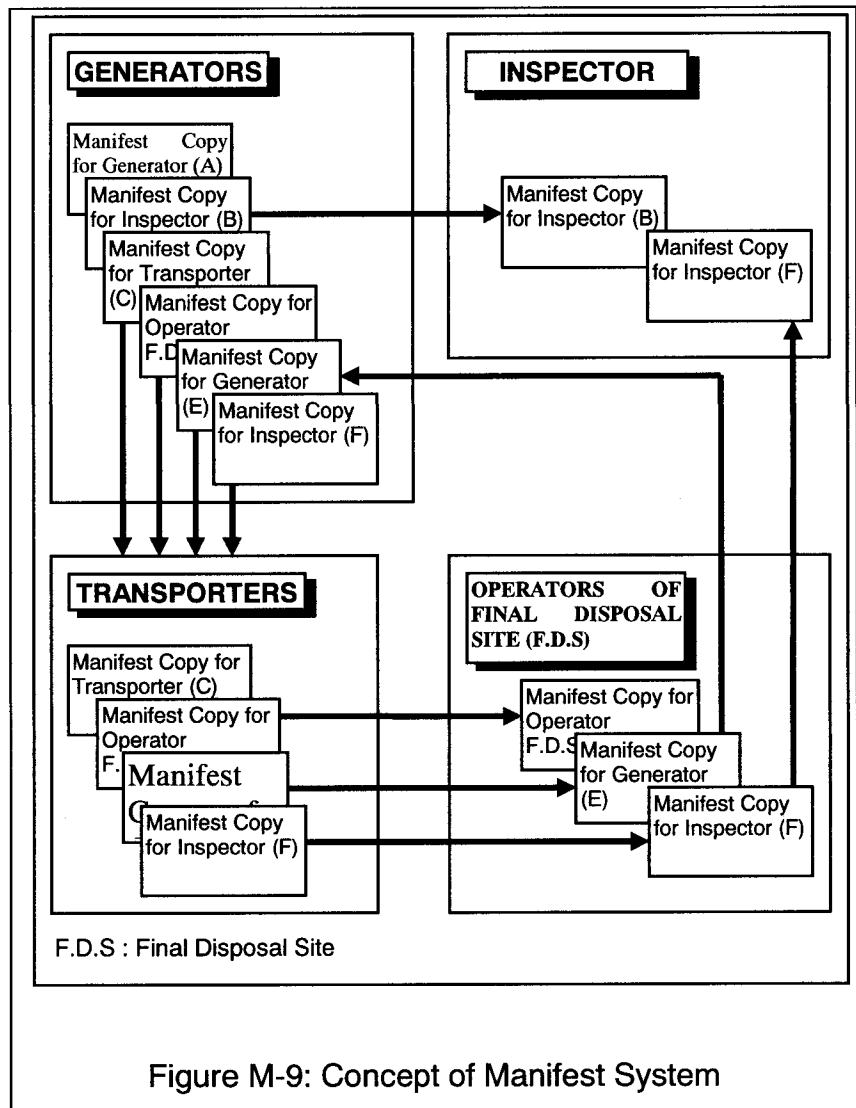 GENERATORS
Manifest Copy
for Generator (A)
Manifest Copy
for Inspector (B)
Manifest Copy
for Transporter
(C)
Manifest Copy for
Operator
F.D
Manifest Copy
for Generator
(E)
Manifest Copy
for Inspector (F)
INSPECTOR
Manifest Copy
for Inspector (B)
Manifest Copy
for Inspector (F)
TRANSPORTERS
Manifest Copy for
Transporter (C)
Manifest Copy for
Operator
F.
Manifest
Manifest Copy
for Inspector (F)
OPERATORS OF
FINAL DISPOSAL
SITE (F.D.S)
Manifest Copy for
Operator
F.D.S
Manifest Copy
for Generator
(E)
Manifest Copy
for Inspector (F)
F.D.S : Final Disposal Site
Figure M-9: Concept of Manifest System